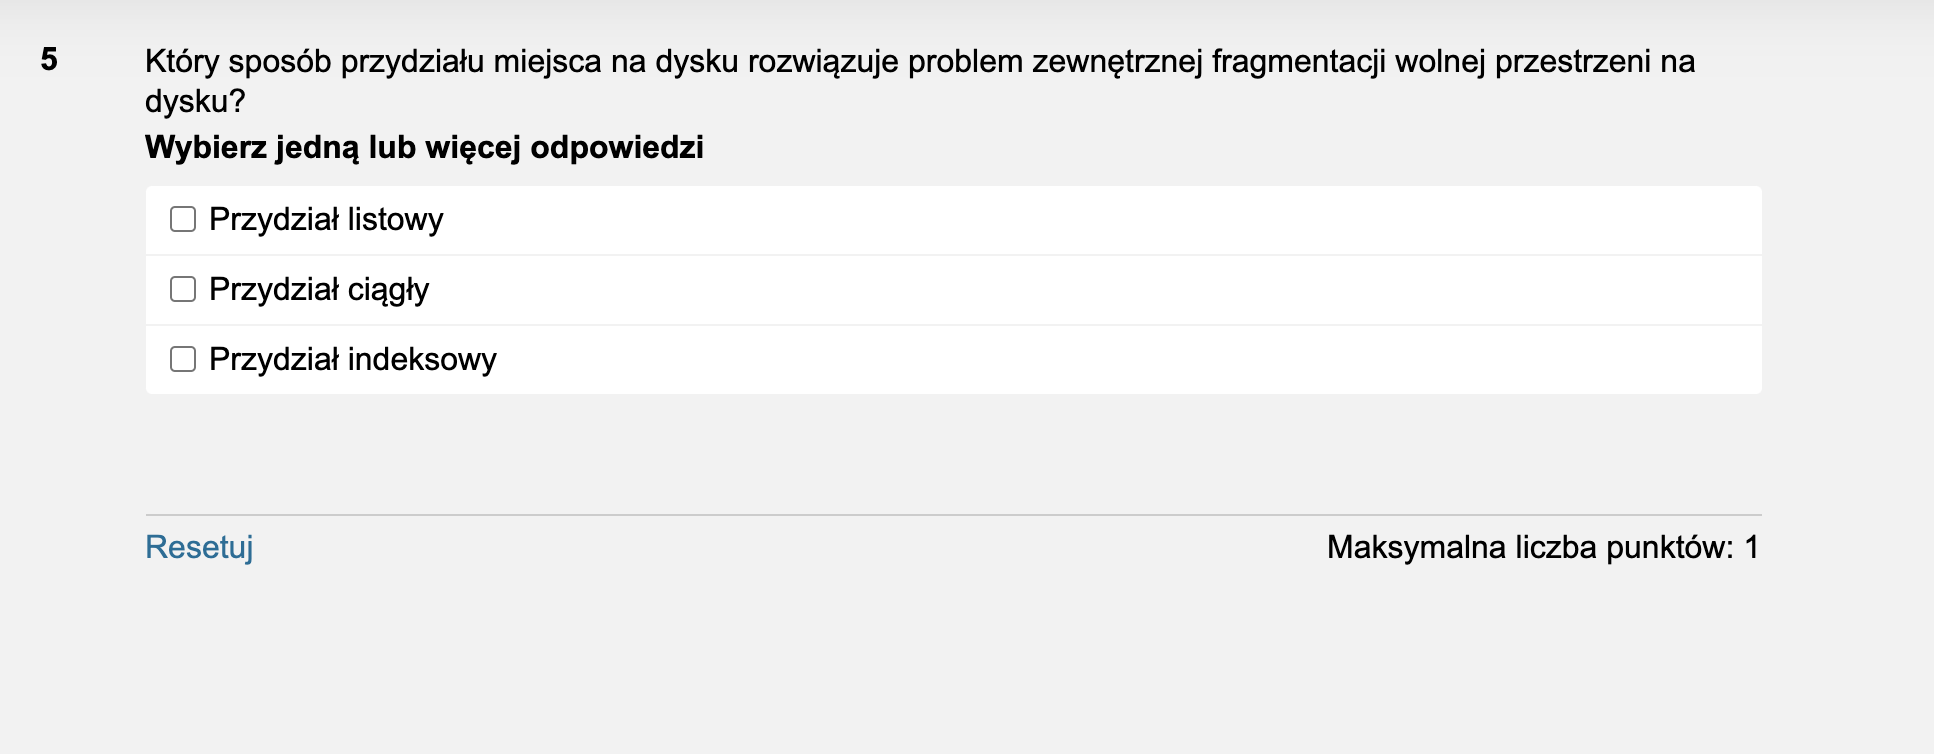 5
Który sposób przydziału miejsca na dysku rozwiązuje problem zewnętrznej fragmentacji wolnej przestrzeni na
dysku?
Wybierz jedną lub więcej odpowiedzi
Przydział listowy
Przydział ciągły
Przydział indeksowy
Resetuj
Maksymalna liczba punktów: 1